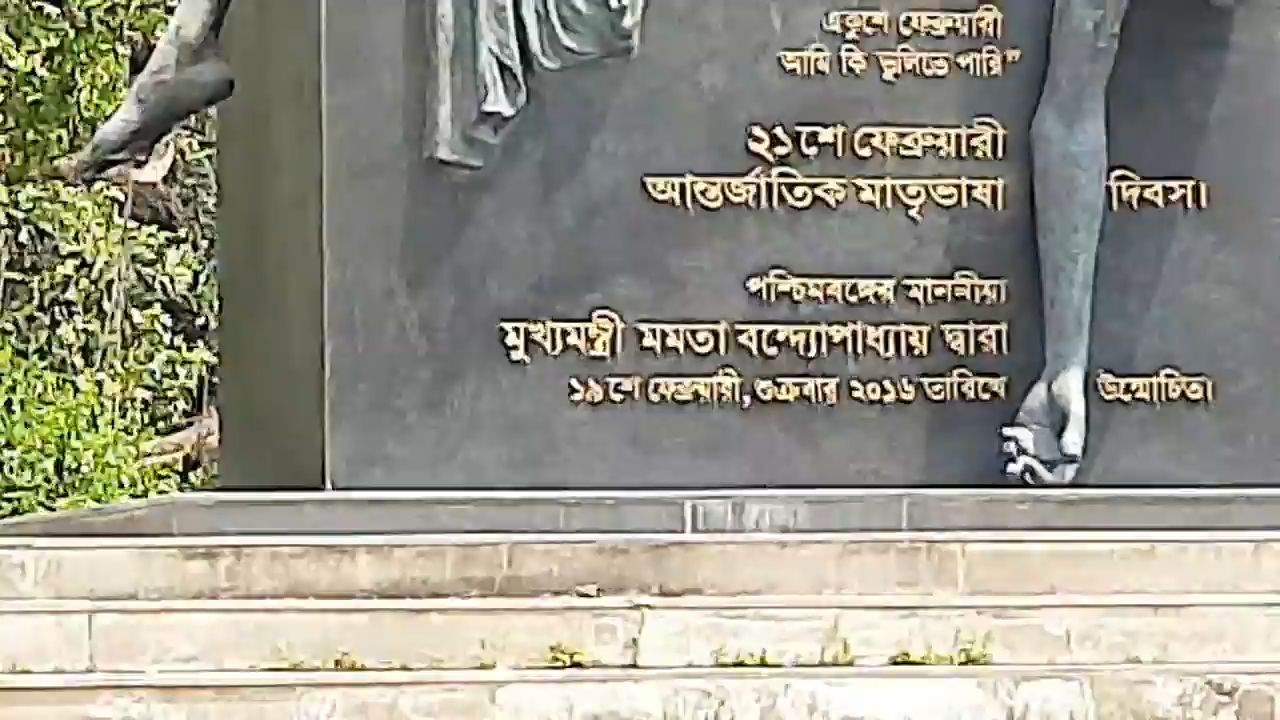 একুশে ফেব্রুয়ারী
আমি কি ভুলিতে পারি”
২১শে ফেব্রুয়ারী
আন্তর্জাতিক মাতৃভাষা দিবস।
পশ্চিমবঙ্গের মাননীয়া
মুখ্যমন্ত্রী মমতা বন্দ্যোপাধ্যায় দ্বারা
১৯শে ফেব্রুয়ারী, শুক্রবার ২০১৬ তারিখে উন্মোচিত।